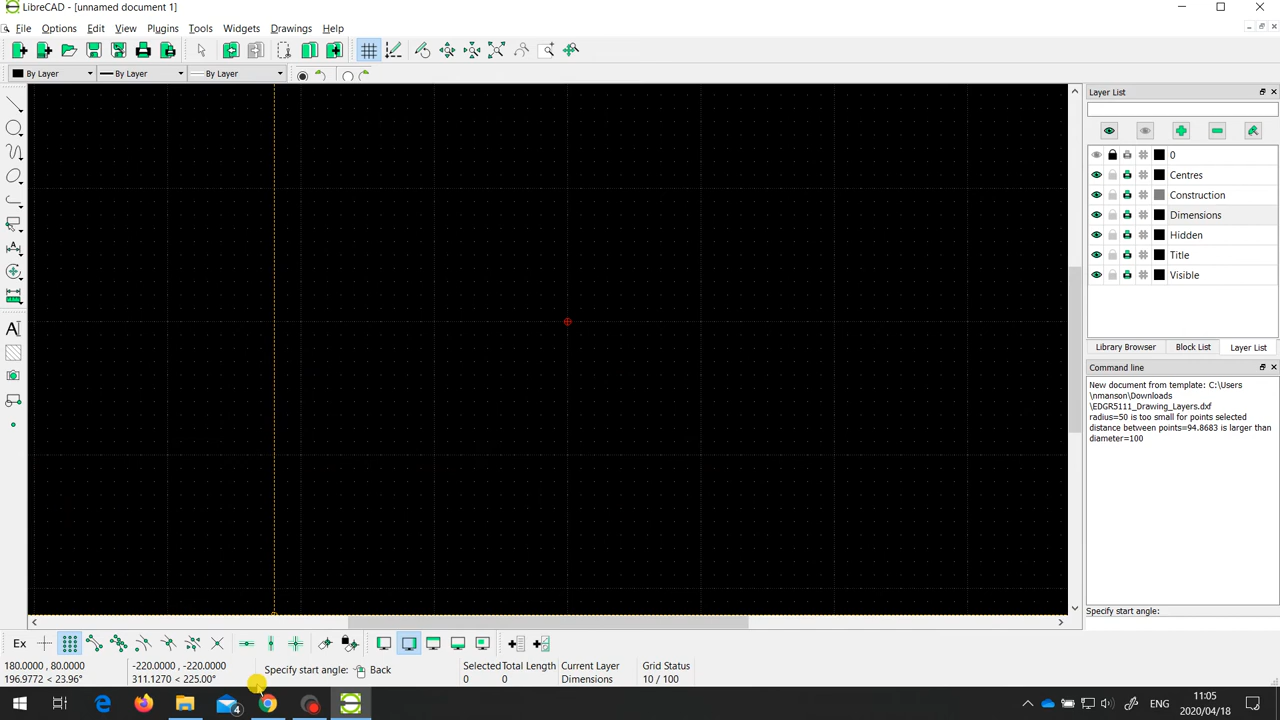 LibreCAD - [unnamed document 1]
File Options Edit View Plugins Tools Widgets Drawings Help
By Layer By Layer By Layer
Layer List
0
Centres
Construction
Dimensions
Hidden
Title
Visible
Library Browser Block List Layer List
Command line
New document from template: C:\Users
\nmanson\Downloads
\EDGR5111_Drawing_Layers.dxf
radius=50 is too small for points selected
distance between points=94.8683 is larger than
diameter=100
Specify start angle:
Ex
180.0000 , 80.0000 -220.0000 , -220.0000 Specify start angle: Back Selected Total Length Current Layer Grid Status
196.9772 < 23.96° 311.1270 < 225.00° 0 0 Dimensions 10 / 100
4
ENG
11:05
2020/04/18